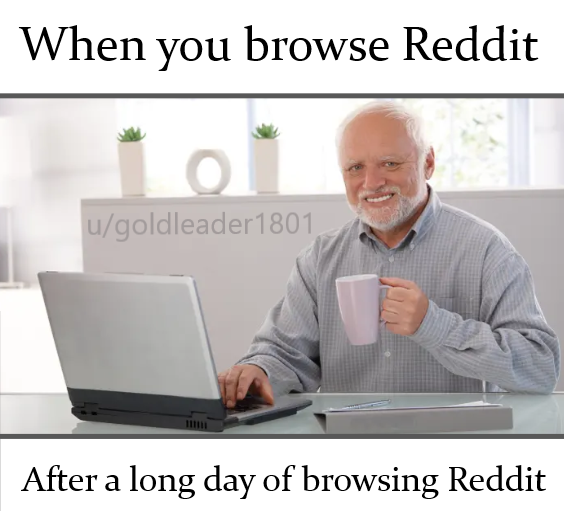 When you browse Reddit
u/goldleader1801
After a long day of browsing Reddit